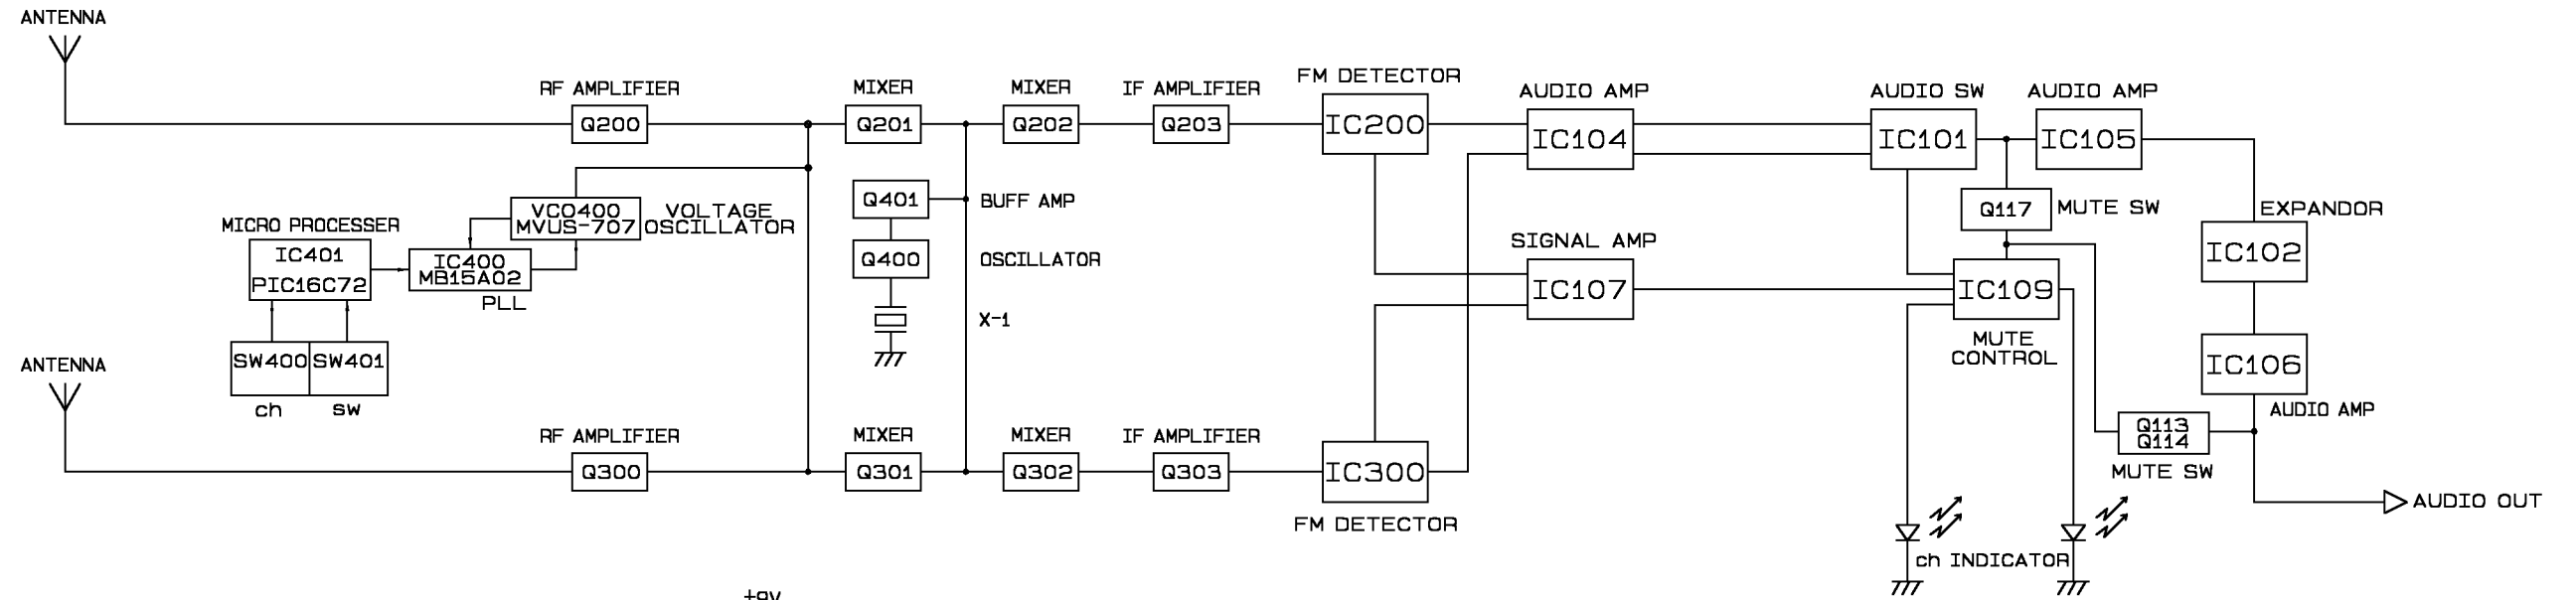 ANTENNA
RF AMPLIFIER
Q200
MIXER
Q201
MIXER
Q202
IF AMPLIFIER
Q203
FM DETECTOR
IC200
AUDIO AMP
IC104
AUDIO SW
IC101
AUDIO AMP
IC105
MICRO PROCESSER
IC401
PIC16C72
IC400
MB15A02
PLL
VCO400
MVUS-707
VOLTAGE
OSCILLATOR
SW400
SW401
ch
sw
Q401
BUFF AMP
Q400
OSCILLATOR
X-1
SIGNAL AMP
IC107
Q117
MUTE SW
IC109
MUTE
CONTROL
EXPANDOR
IC102
IC106
AUDIO AMP
Q113
Q114
MUTE SW
AUDIO OUT
ANTENNA
RF AMPLIFIER
Q300
MIXER
Q301
MIXER
Q302
IF AMPLIFIER
Q303
IC300
FM DETECTOR
ch INDICATOR